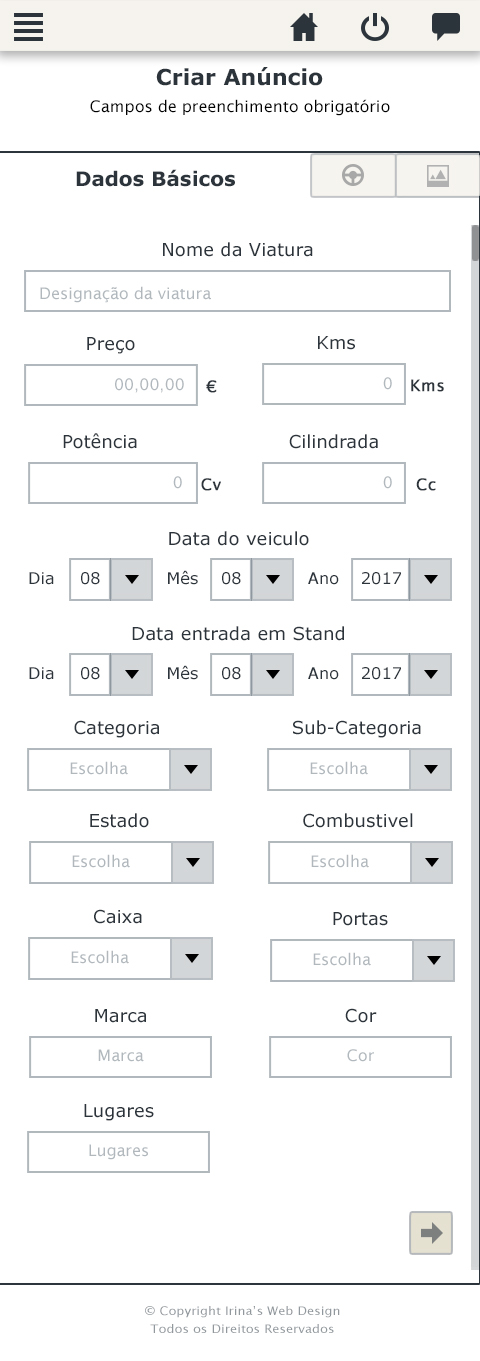 Criar Anúncio
Campos de preenchimento obrigatório
Dados Básicos
Nome da Viatura
Designação da viatura
Preço Kms
00,00,00 € 0 Kms
Potência Cilindrada
0 Cv 0 Cc
Data do veiculo
Dia 08 Mês 08 Ano 2017
Data entrada em Stand
Dia 08 Mês 08 Ano 2017
Categoria Sub-Categoria
Escolha Escolha
Estado Combustivel
Escolha Escolha
Caixa Portas
Escolha Escolha
Marca Cor
Marca Cor
Lugares
Lugares
© Copyright Irina's Web Design
Todos os Direitos Reservados